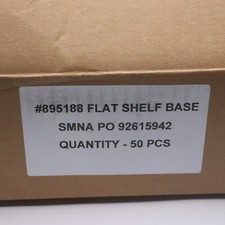 #895188 FLAT SHELF BASE
SMNA PO 92615942
QUANTITY - 50 PCS